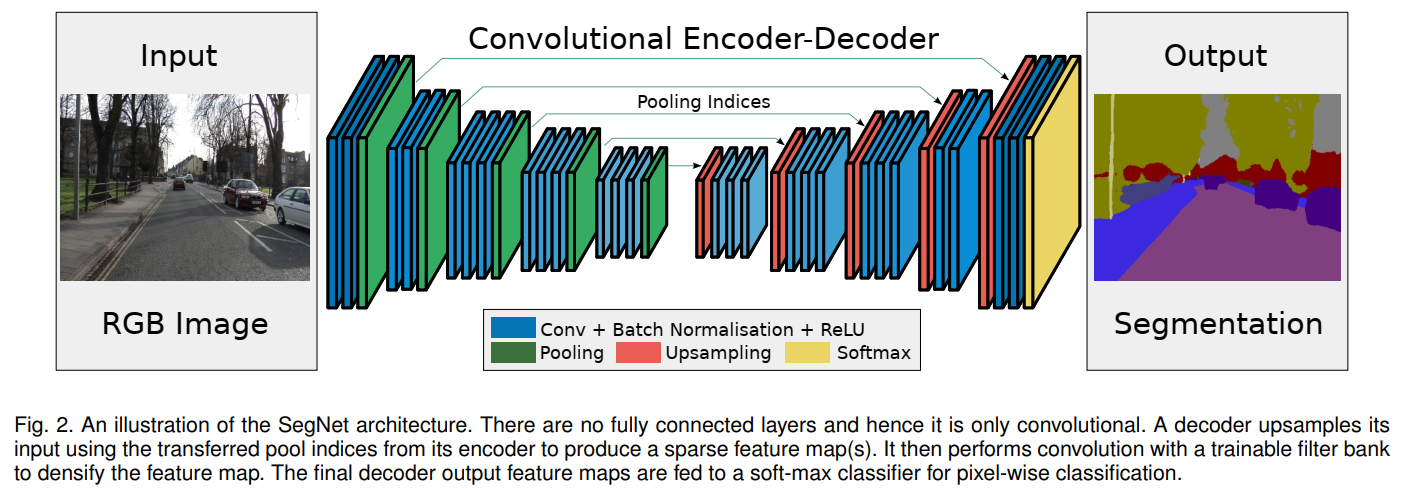 Input
RGB Image
Convolutional Encoder-Decoder
Pooling Indices
Conv + Batch Normalisation + ReLU
Pooling
Upsampling
Softmax
Output
Segmentation
Fig. 2. An illustration of the SegNet architecture. There are no fully connected layers and hence it is only convolutional. A decoder upsamples its
input using the transferred pool indices from its encoder to produce a sparse feature map(s). It then performs convolution with a trainable filter bank
to densify the feature map. The final decoder output feature maps are fed to a soft-max classifier for pixel-wise classification.